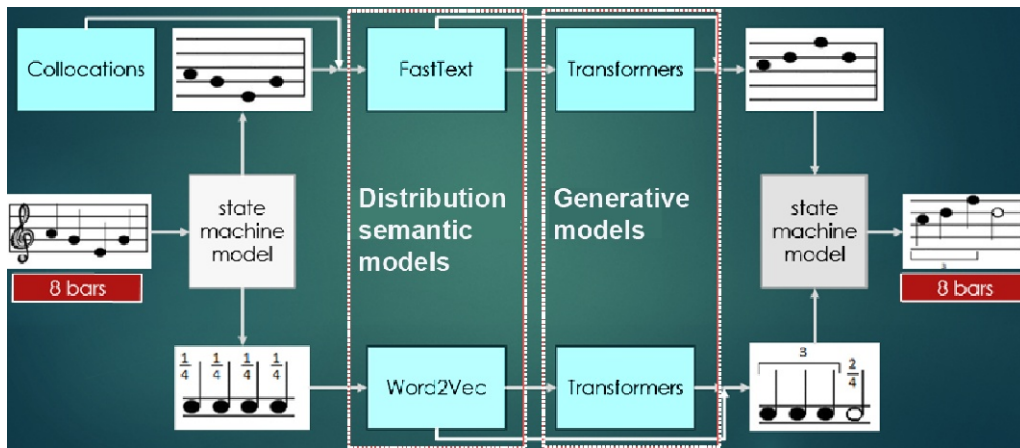 Collocations
FastText
Transformers
Distribution
semantic
models
Generative
models
state
machine
model
state
machine
model
8 bars
8 bars
3
1/4 1/4 1/4 1/4
Word2Vec
Transformers
3
2/4